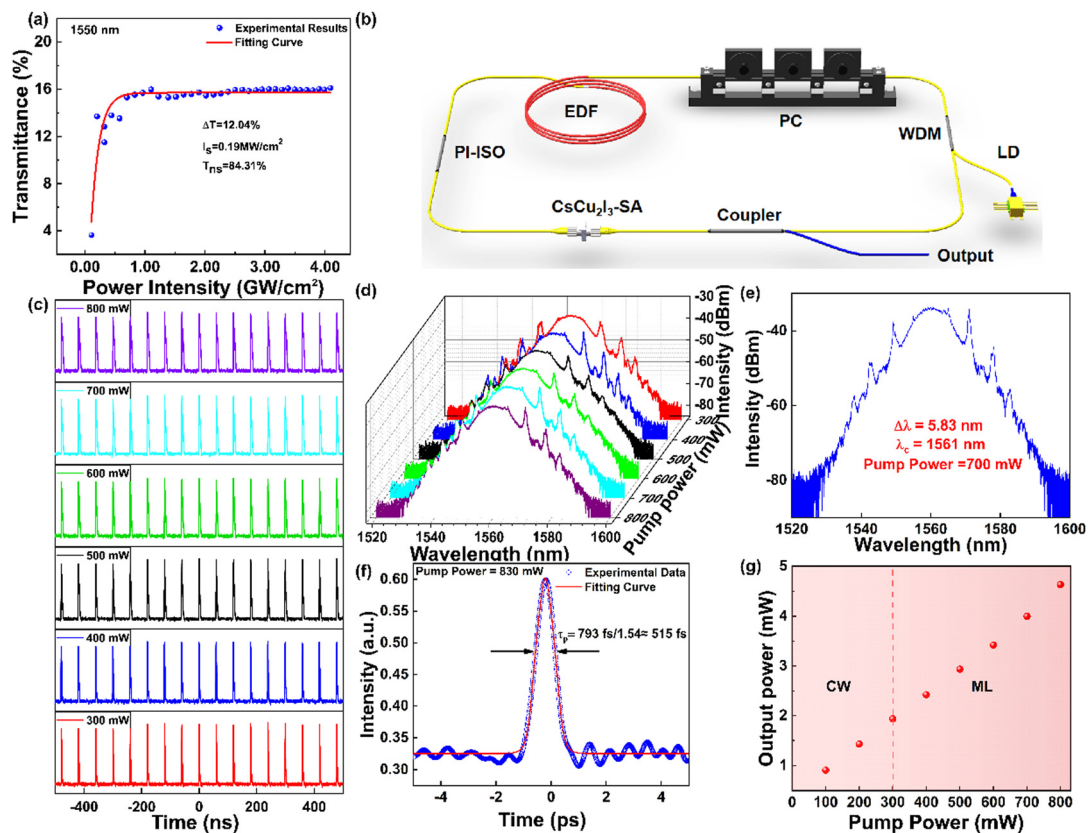 (a)
1550 nm
Experimental Results
Fitting Curve
ΔT=12.04%
I_s=0.19MW/cm²
T_ns=84.31%
Transmittance (%)
20
16
12
8
4
0.00 1.00 2.00 3.00 4.00
Power Intensity (GW/cm²)
(b)
EDF
PC
WDM
LD
PI-ISO
CsCu₂I₃-SA
Coupler
Output
(c)
800 mW
700 mW
600 mW
500 mW
400 mW
300 mW
-400 -200 0 200 400
Time (ns)
(d)
-30
-40
-50
-60
-70
-80
Intensity (dBm)
300
400
500
600
700
800
Pump power (mW)
1520 1540 1560 1580 1600
Wavelength (nm)
(e)
Intensity (dBm)
-40
-60
-80
Δλ = 5.83 nm
λc = 1561 nm
Pump Power =700 mW
1520 1540 1560 1580 1600
Wavelength (nm)
(f)
Pump Power = 830 mW
Experimental Data
Fitting Curve
τp= 793 fs/1.54≈ 515 fs
Intensity (a.u.)
0.60
0.55
0.50
0.45
0.40
0.35
0.30
-4 -2 0 2 4
Time (ps)
(g)
Output power (mW)
5
4
3
2
1
CW
ML
0 100 200 300 400 500 600 700 800
Pump Power (mW)